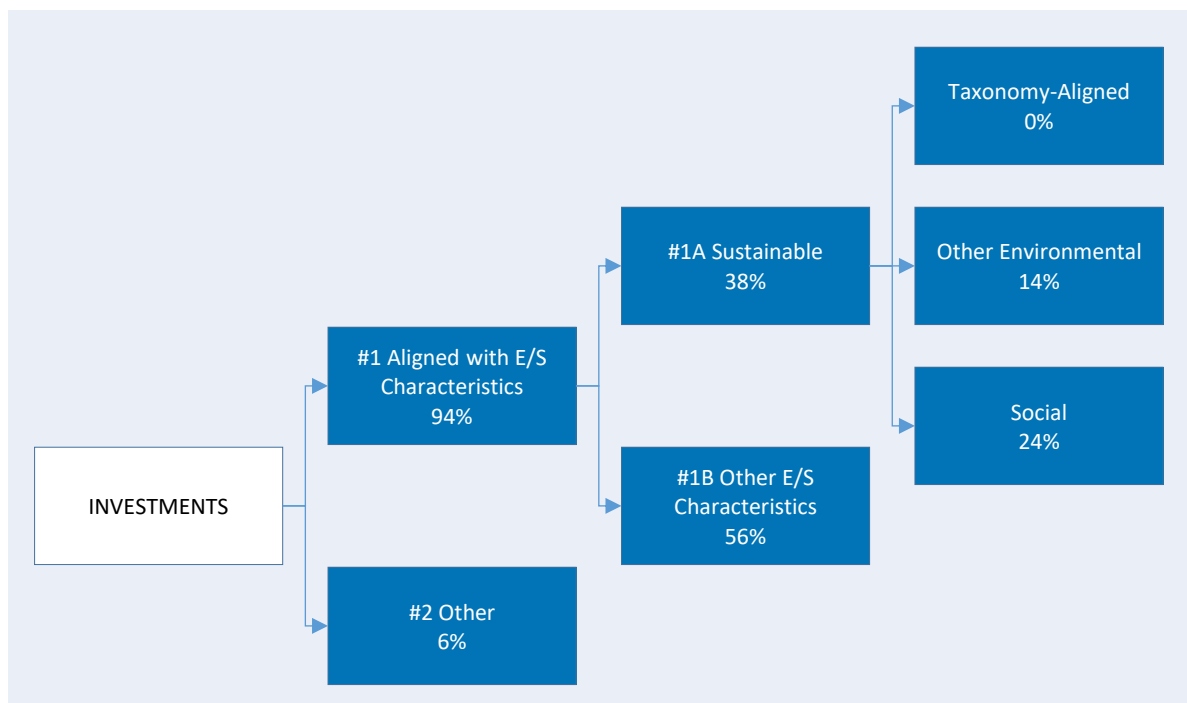 INVESTMENTS
#1 Aligned with E/S
Characteristics
94%
#2 Other
6%
#1A Sustainable
38%
#1B Other E/S
Characteristics
56%
Taxonomy-Aligned
0%
Other Environmental
14%
Social
24%